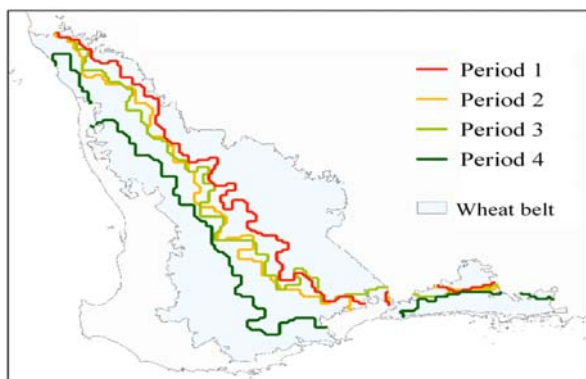 Period 1
Period 2
Period 3
Period 4
Wheat belt